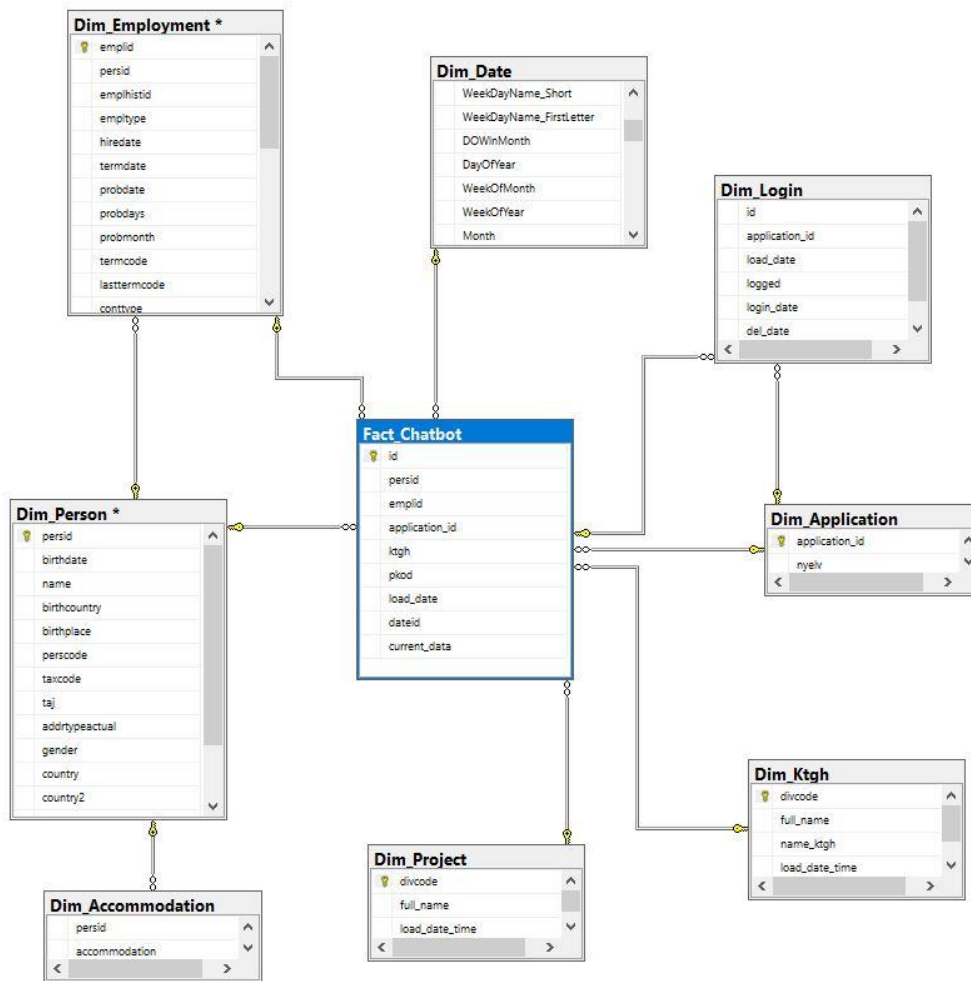 Dim_Employment *
emplid
persid
emplhistid
empltype
hiredate
termdate
probdate
probdays
probmonth
termcode
lasttermcode
conttype
Dim_Date
WeekDayName_Short
WeekDayName_FirstLetter
DOWInMonth
DayOfYear
WeekOfMonth
WeekOfYear
Month
Dim_Login
id
application_id
load_date
logged
login_date
del_date
Fact_Chatbot
id
persid
emplid
application_id
ktgh
pkod
load_date
dateid
current_data
Dim_Person *
persid
birthdate
name
birthcountry
birthplace
perscode
taxcode
taj
addrtypeactual
gender
country
country2
Dim_Application
application_id
nyelv
Dim_Ktgh
divcode
full_name
name_ktgh
load_date_time
Dim_Project
divcode
full_name
load_date_time
Dim_Accommodation
persid
accommodation